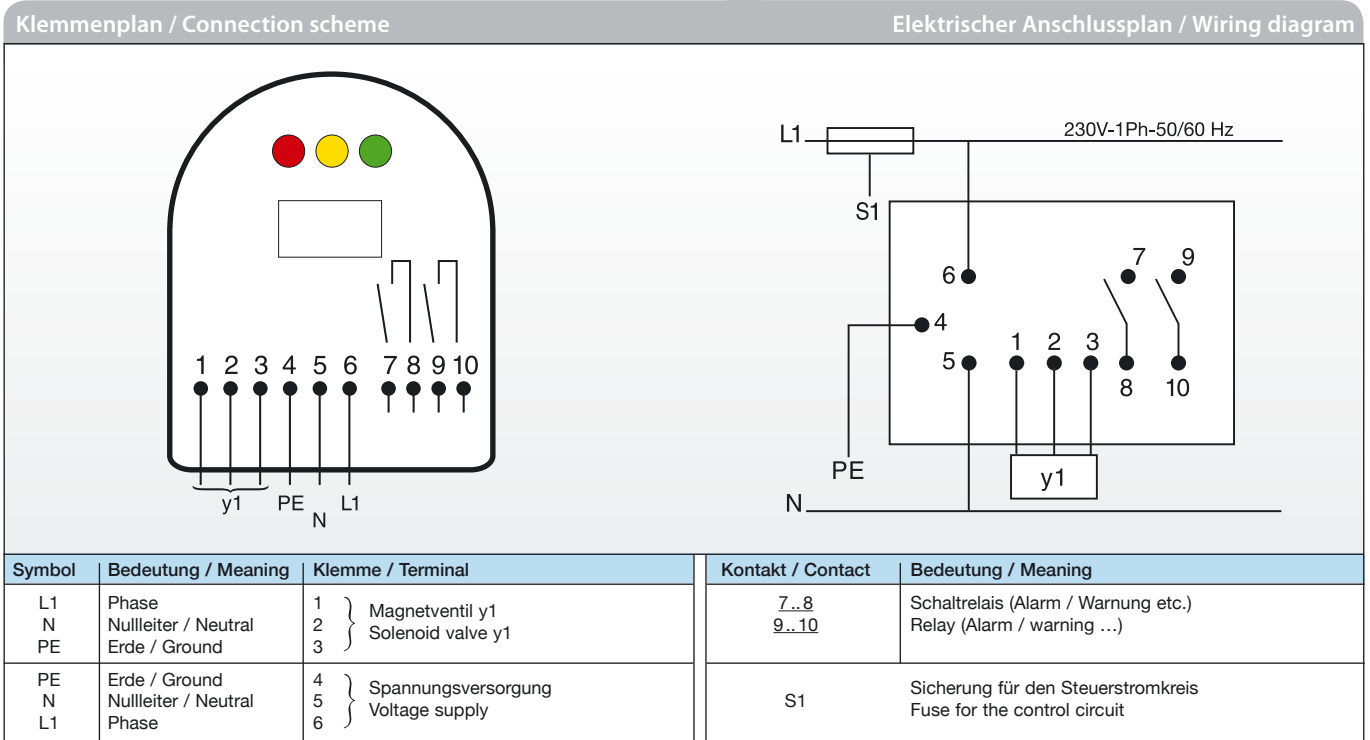 Klemmenplan / Connection scheme
Elektrischer Anschlussplan / Wiring diagram
1 2 3 4 5 6 7 8 9 10
y1 PE N L1
L1
230V-1Ph-50/60 Hz
S1
6
7
9
4
5
1
2
3
8
10
PE
y1
N
Symbol Bedeutung / Meaning Klemme / Terminal
L1 Phase 1
N Nullleiter / Neutral 2
PE Erde / Ground 3
Magnetventil y1
Solenoid valve y1
PE Erde / Ground 4
N Nullleiter / Neutral 5
L1 Phase 6
Spannungsversorgung
Voltage supply
Kontakt / Contact Bedeutung / Meaning
7..8 Schaltrelais (Alarm / Warnung etc.)
9..10 Relay (Alarm / warning …)
S1
Sicherung für den Steuerstromkreis
Fuse for the control circuit